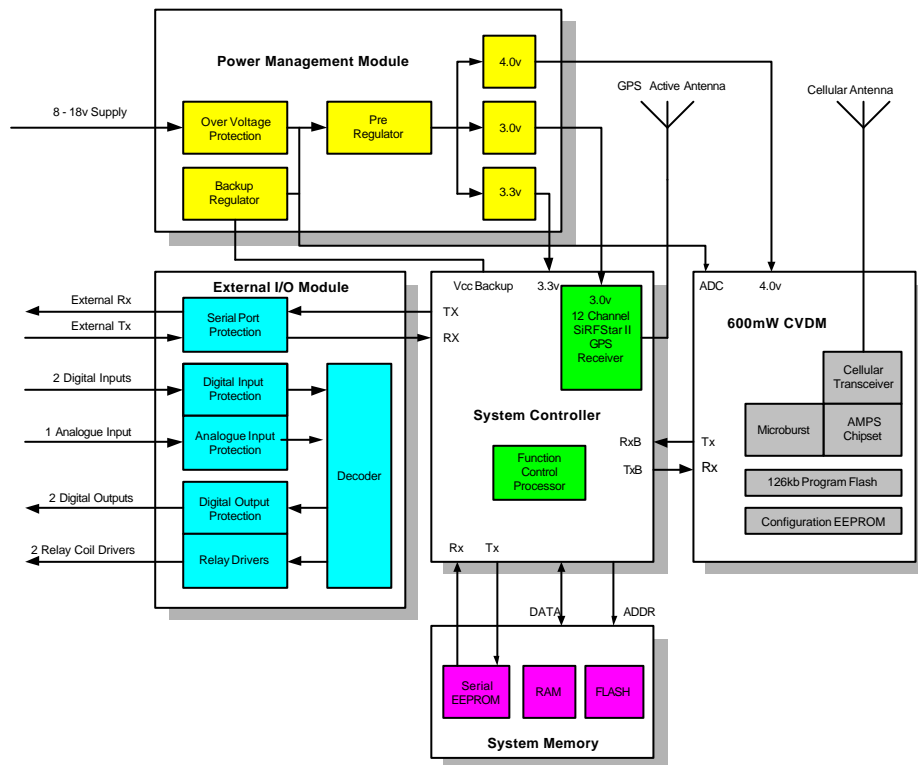 Power Management Module
4.0v
GPS Active Antenna
Cellular Antenna
8 - 18v Supply
Over Voltage
Protection
Pre
Regulator
3.0v
Backup
Regulator
3.3v
External I/O Module
Vcc Backup
3.3v
ADC
4.0v
External Rx
Serial Port
Protection
TX
3.0v
12 Channel
SiRFStar II
GPS
Receiver
600mW CVDM
External Tx
RX
2 Digital Inputs
Digital Input
Protection
Cellular
Transceiver
System Controller
1 Analogue Input
Analogue Input
Protection
RxB
Tx
Microburst
AMPS
Chipset
Decoder
Function
Control
Processor
TxB
Rx
2 Digital Outputs
Digital Output
Protection
126kb Program Flash
Configuration EEPROM
2 Relay Coil Drivers
Relay Drivers
Rx
Tx
DATA
ADDR
Serial
EEPROM
RAM
FLASH
System Memory